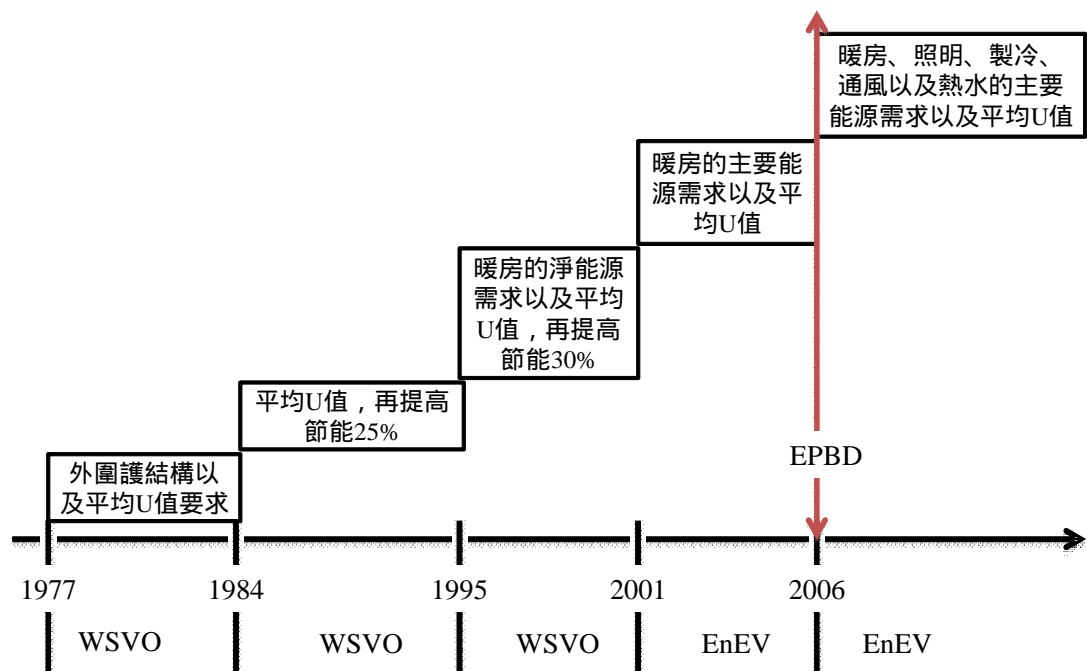 暖房、照明、製冷、
通風以及熱水的主要
能源需求以及平均U值
暖房的主要能
源需求以及平
均U值
暖房的淨能源
需求以及平均
U值，再提高
節能30%
平均U值，再提高
節能25%
外圍護結構以
及平均U值要求
EPBD
1977 1984 1995 2001 2006
WSVO WSVO WSVO EnEV EnEV